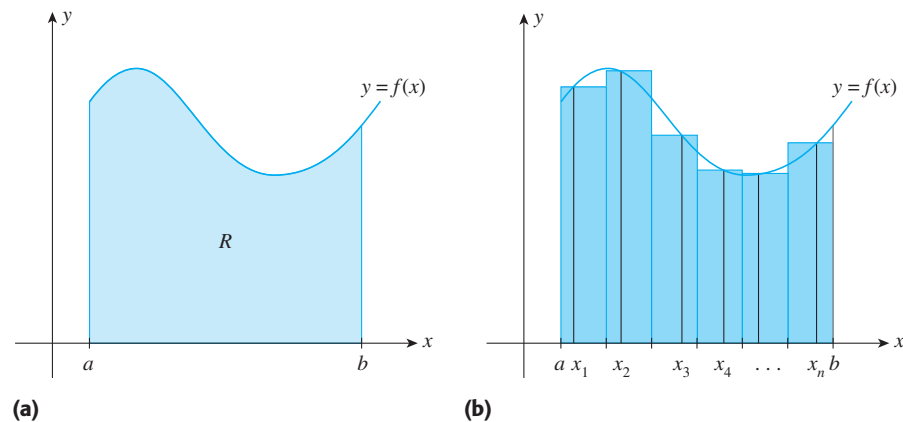 y
y = f(x)
R
x
a
b
(a)
y
y = f(x)
x
a x₁ x₂ x₃ x₄ . . . xₙ b
(b)